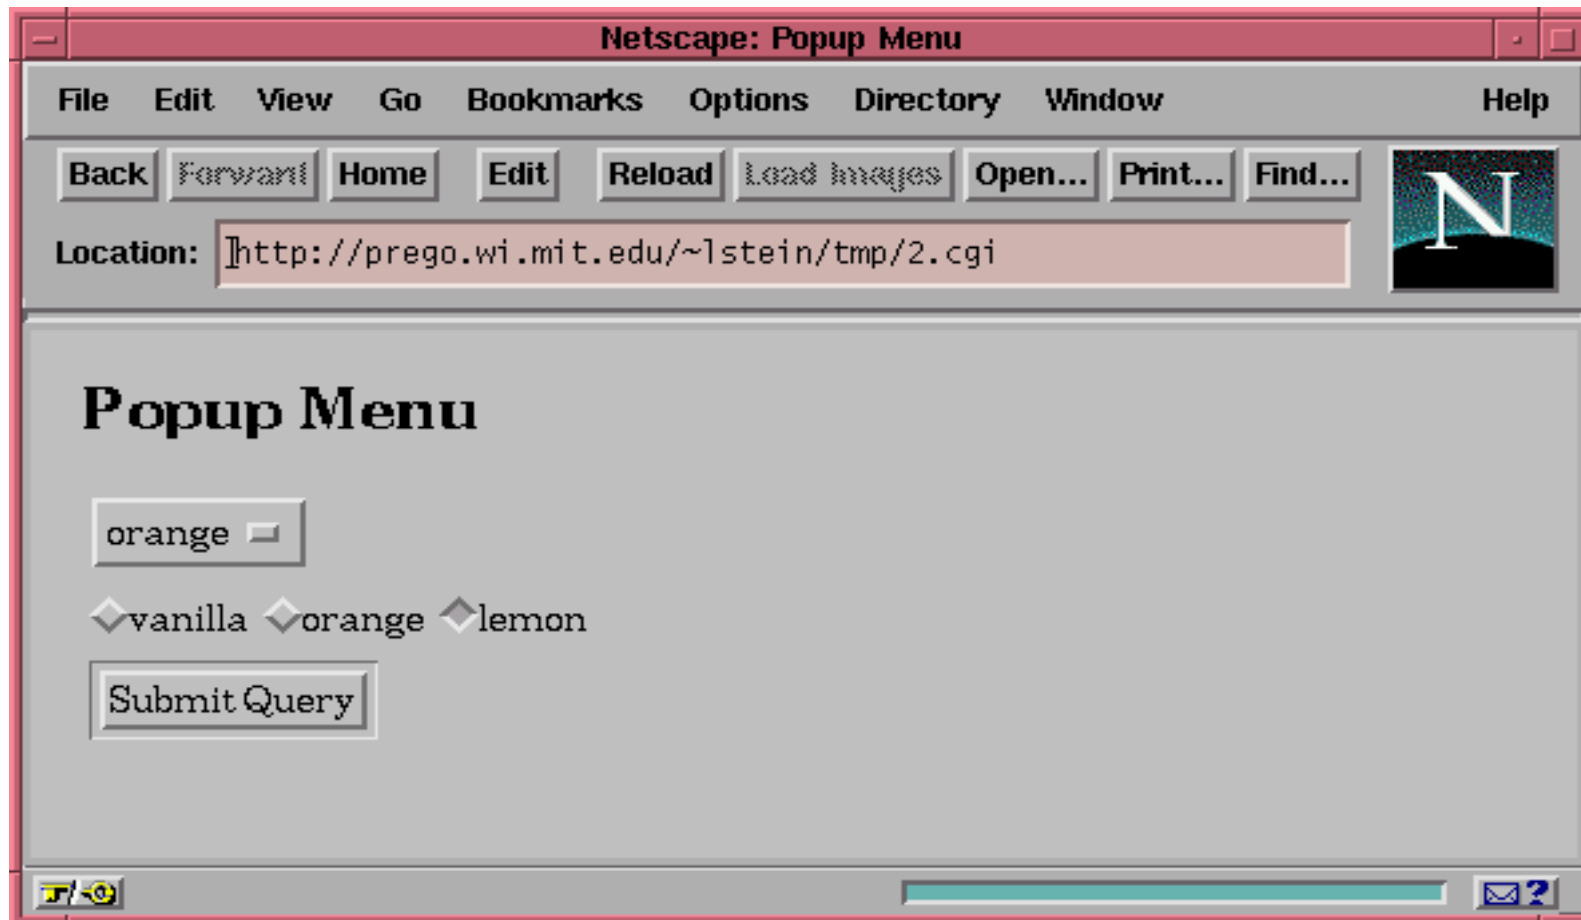 Netscape: Popup Menu
File Edit View Go Bookmarks Options Directory Window Help
Back Forward Home Edit Reload Load Images Open... Print... Find...
N
Location: http://prego.wi.mit.edu/~lstein/tmp/2.cgi
Popup Menu
orange
vanilla orange lemon
Submit Query
?